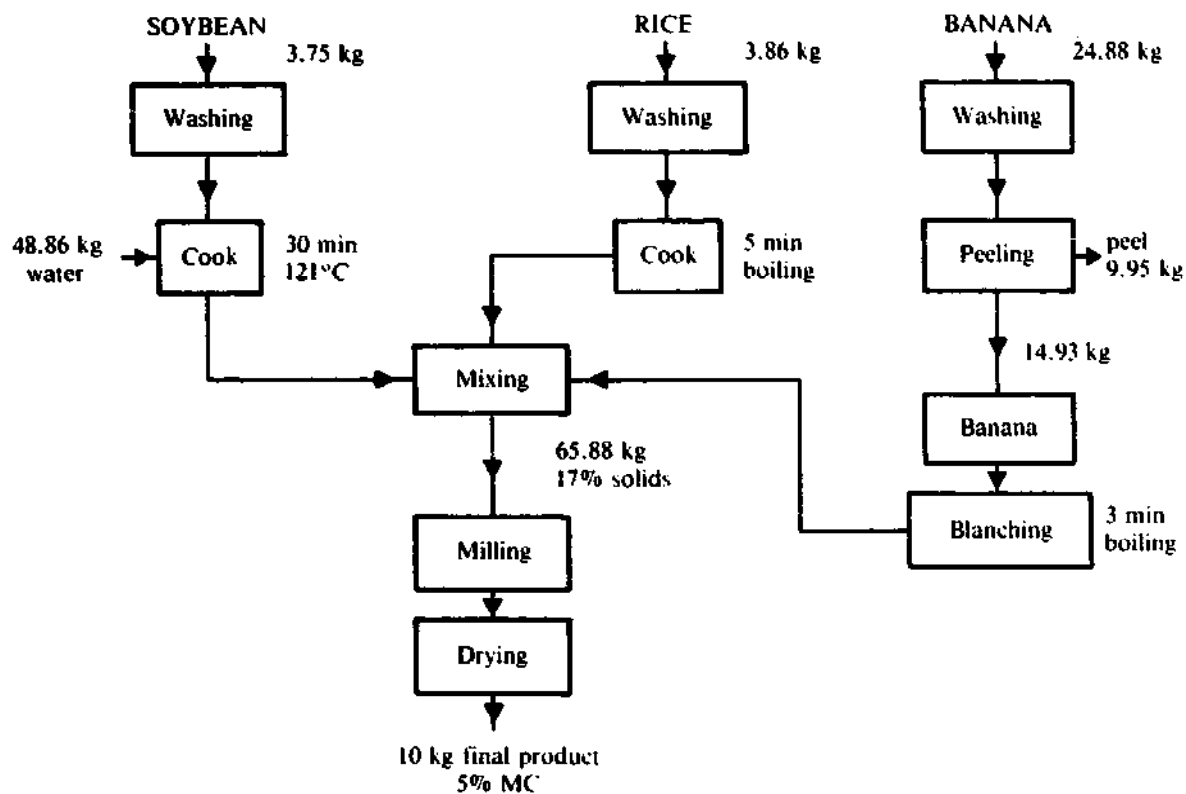 SOYBEAN
3.75 kg
Washing
48.86 kg
water
Cook
30 min
121°C
RICE
3.86 kg
Washing
Cook
5 min
boiling
BANANA
24.88 kg
Washing
Peeling
peel
9.95 kg
14.93 kg
Banana
Blanching
3 min
boiling
Mixing
65.88 kg
17% solids
Milling
Drying
10 kg final product
5% MC